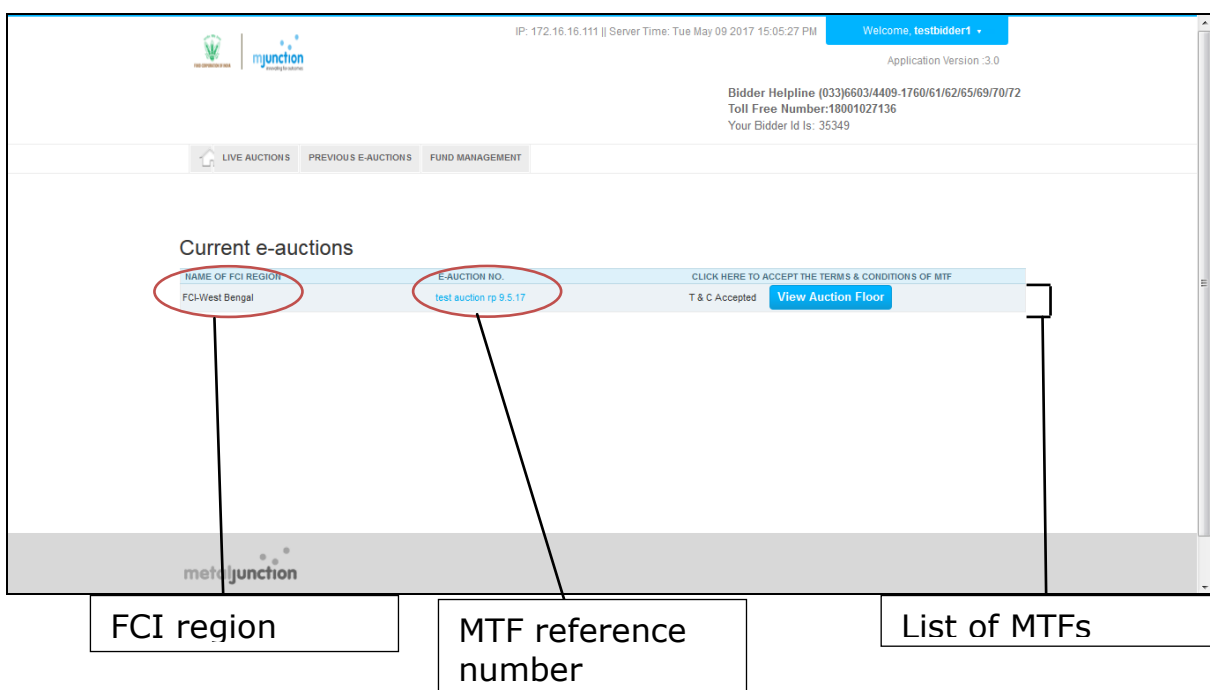 IP: 172.16.16.111 || Server Time: Tue May 09 2017 15:05:27 PM
Welcome, testbidder1
mjunction
Application Version :3.0
Bidder Helpline (033)6603/4409-1760/61/62/65/69/70/72
Toll Free Number:18001027136
Your Bidder Id Is: 35349
LIVE AUCTIONS PREVIOUS E-AUCTIONS FUND MANAGEMENT
Current e-auctions
NAME OF FCI REGION E-AUCTION NO. CLICK HERE TO ACCEPT THE TERMS & CONDITIONS OF MTF
FCI-West Bengal test auction rp 9.5.17 T & C Accepted View Auction Floor
metaljunction
FCI region
MTF reference
number
List of MTFs